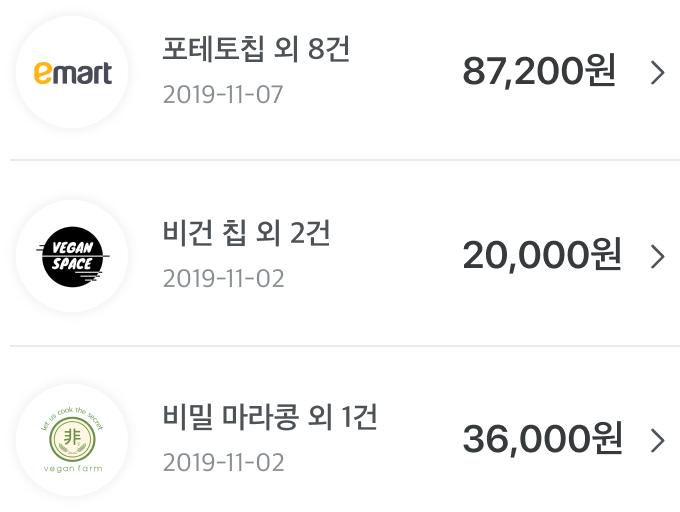 emart
포테토칩 외 8건
2019-11-07
87,200원
VEGAN
SPACE
비건 칩 외 2건
2019-11-02
20,000원
let us cook the secret
非
vegan farm
비밀 마라콩 외 1건
2019-11-02
36,000원